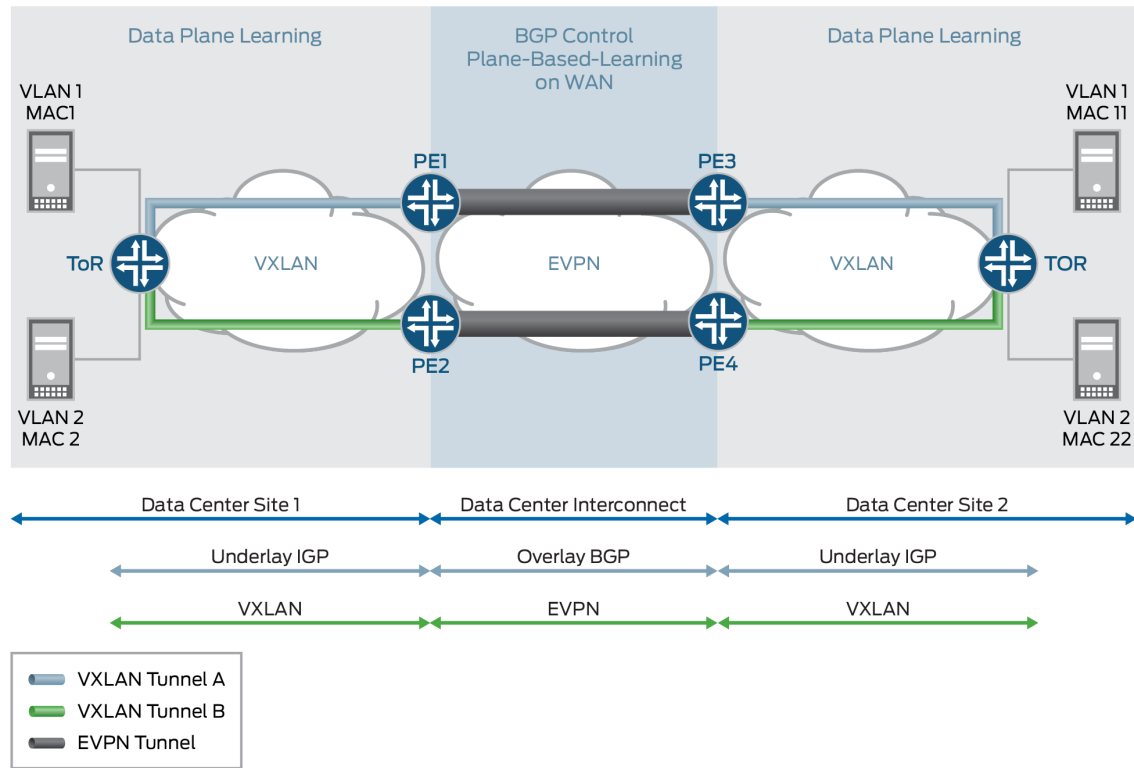 Data Plane Learning
BGP Control
Plane-Based-Learning
on WAN
Data Plane Learning
VLAN 1
MAC1
VLAN 1
MAC 11
PE1
PE3
ToR
VXLAN
EVPN
VXLAN
TOR
PE2
PE4
VLAN 2
MAC 2
VLAN 2
MAC 22
Data Center Site 1
Data Center Interconnect
Data Center Site 2
Underlay IGP
Overlay BGP
Underlay IGP
VXLAN
EVPN
VXLAN
VXLAN Tunnel A
VXLAN Tunnel B
EVPN Tunnel